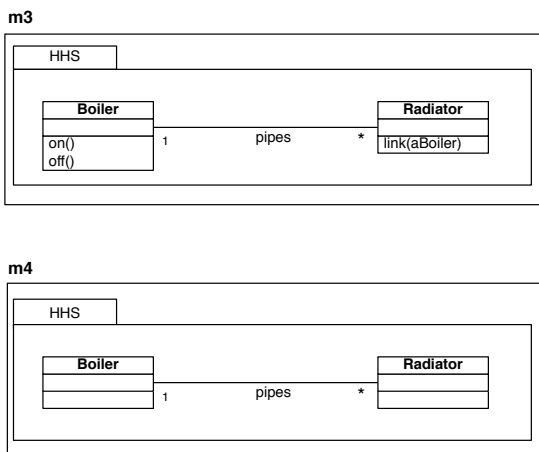 m3
HHS
Boiler
Radiator
on()
off()
1
pipes
*
link(aBoiler)
m4
HHS
Boiler
Radiator
1
pipes
*